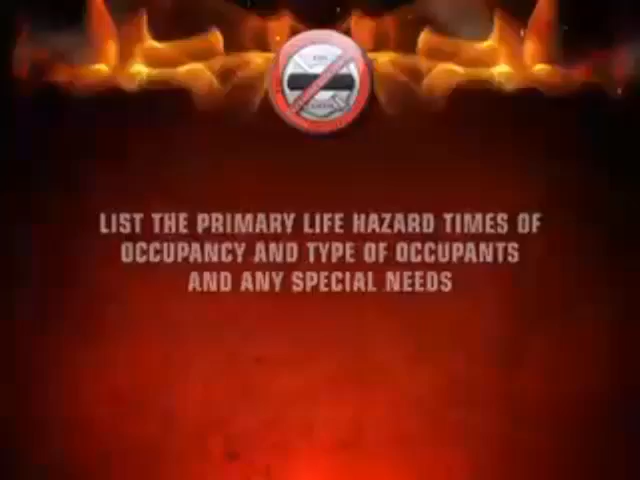 LIST THE PRIMARY LIFE HAZARD TIMES OF
OCCUPANCY AND TYPE OF OCCUPANTS
AND ANY SPECIAL NEEDS